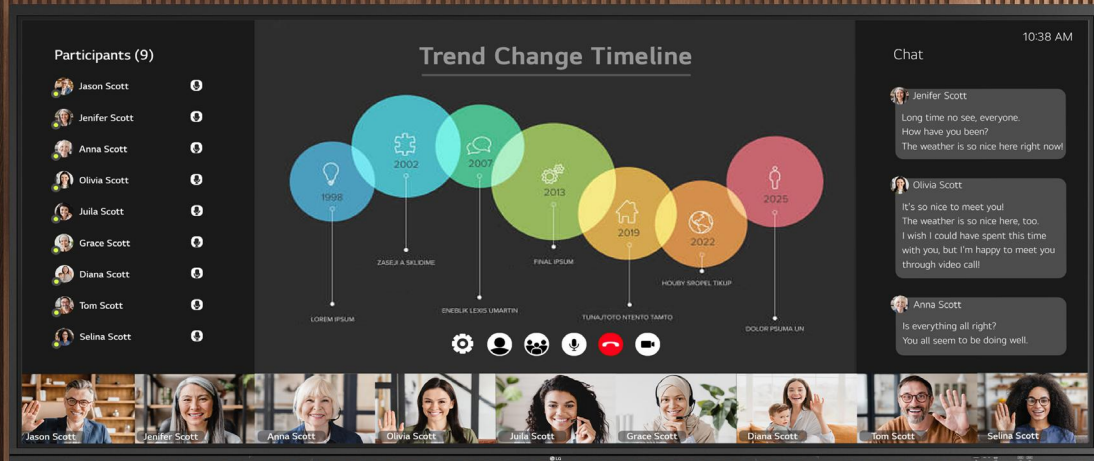 Participants (9)
Jason Scott
Jenifer Scott
Anna Scott
Olivia Scott
Juila Scott
Grace Scott
Diana Scott
Tom Scott
Selina Scott
Trend Change Timeline
1998
2002
2007
2013
2019
2022
2025
LOREM IPSUM
ZASEJI A SKLIDIME
ENEBLIK LEXIS UMARTIN
FINAL IPSUM
TUNAJTOTO NTENTO TAMTO
HOUBY SROPEL TIKUP
DOLOR PSUMA UN
10:38 AM
Chat
Jenifer Scott
Long time no see, everyone.
How have you been?
The weather is so nice here right now!
Olivia Scott
It's so nice to meet you!
The weather is so nice here, too.
I wish I could have spent this time
with you, but I'm happy to meet you
through video call!
Anna Scott
Is everything all right?
You all seem to be doing well.
Jason Scott
Jenifer Scott
Anna Scott
Olivia Scott
Juila Scott
Grace Scott
Diana Scott
Tom Scott
Selina Scott
LG